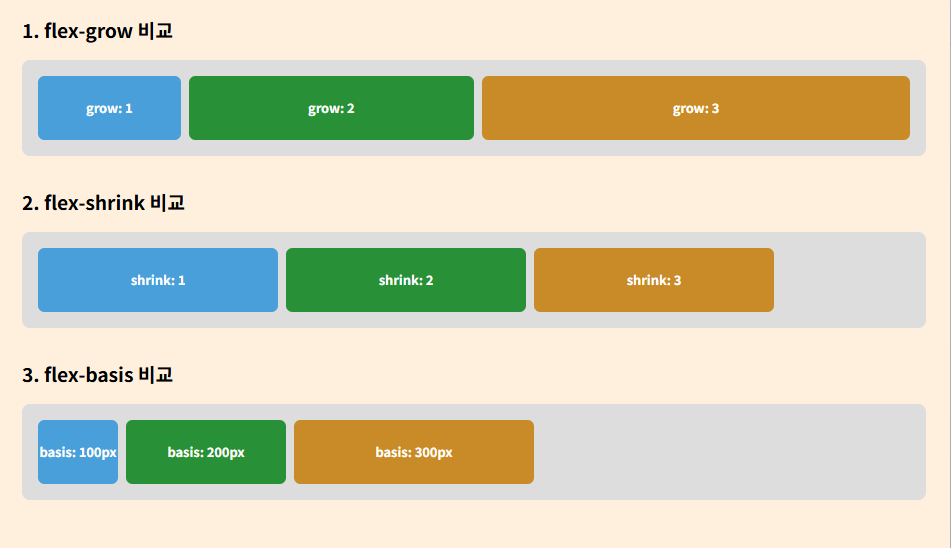 1. flex-grow 비교
grow: 1
grow: 2
grow: 3
2. flex-shrink 비교
shrink: 1
shrink: 2
shrink: 3
3. flex-basis 비교
basis: 100px
basis: 200px
basis: 300px